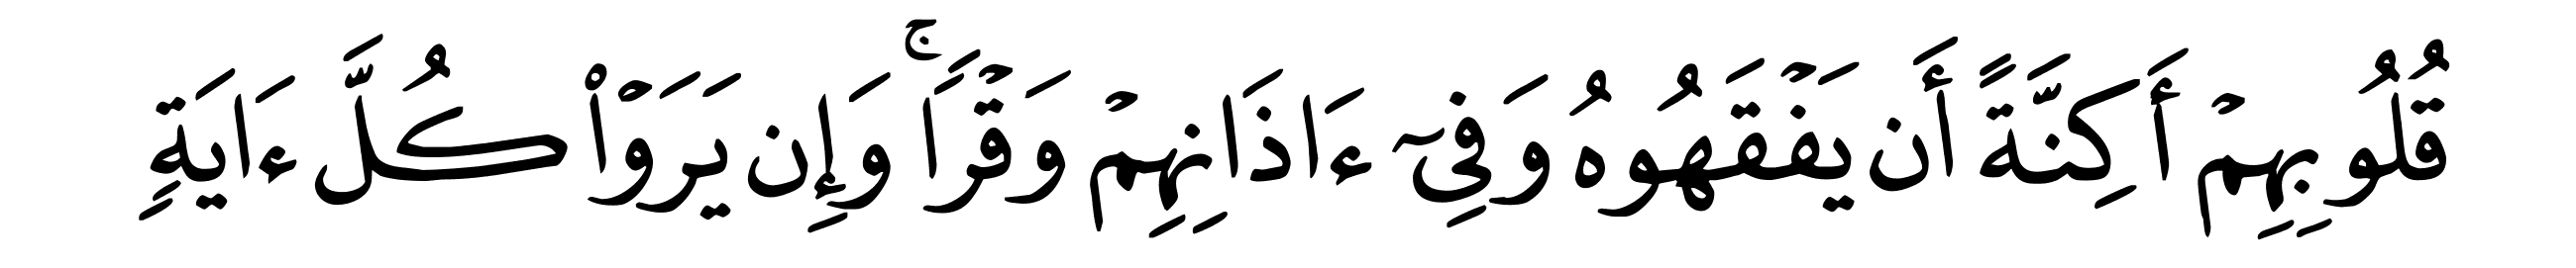 قُلُوبِهِمۡ أَكِنَّةً أَن يَفۡقَهُوهُ وَفِيٓ ءَاذَانِهِمۡ وَقۡرٗاۚ وَإِن يَرَوۡاْ كُلَّ ءَايَةٖ